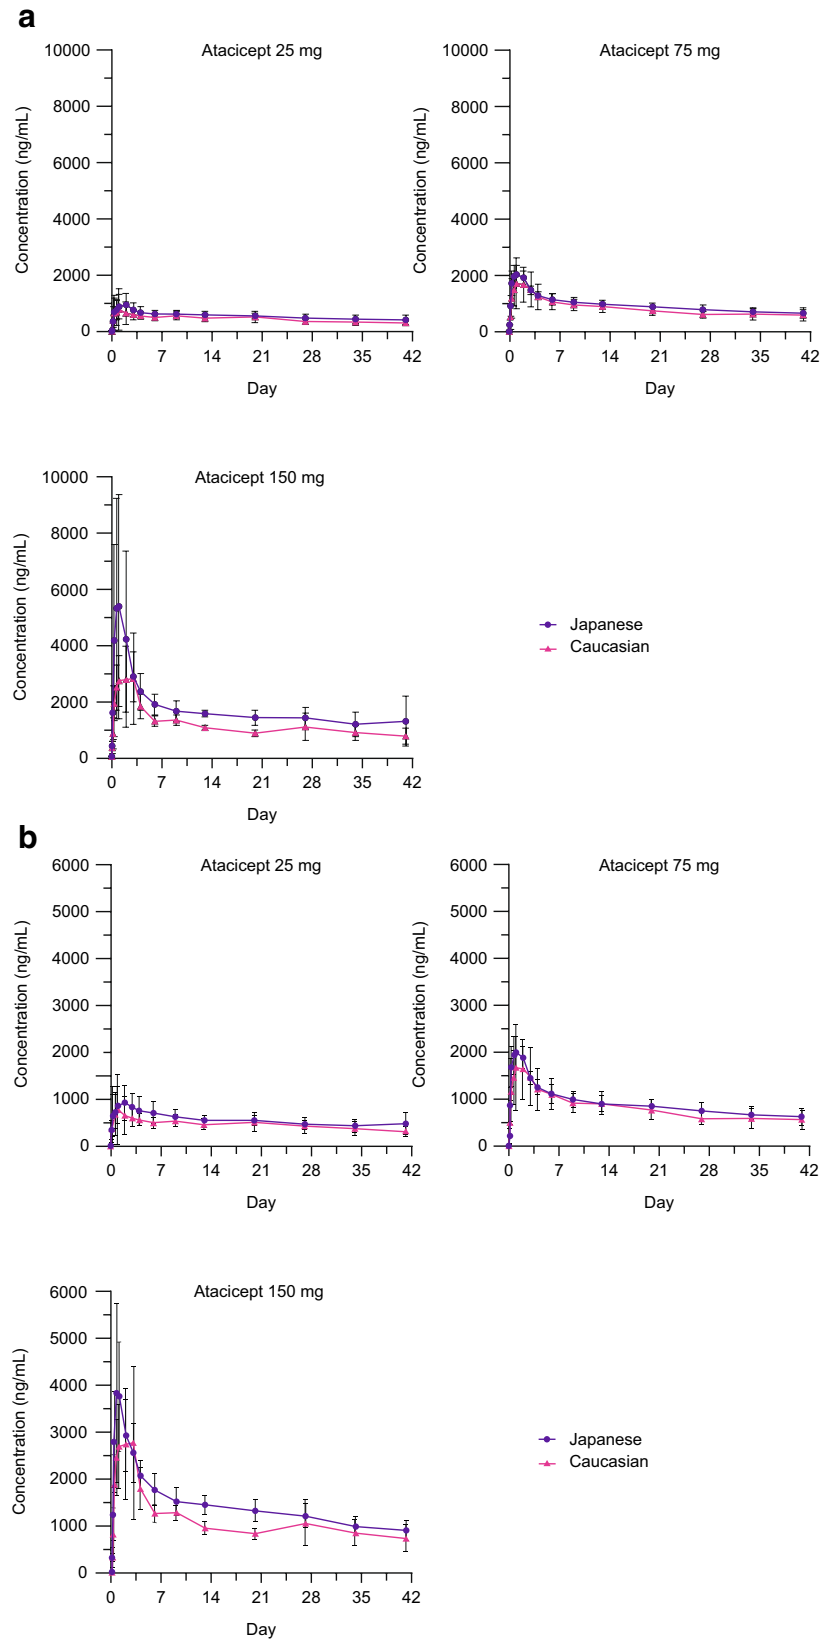 a
Atacicept 25 mg
Concentration (ng/mL)
10000
8000
6000
4000
2000
0
0 7 14 21 28 35 42
Day
Atacicept 75 mg
Concentration (ng/mL)
10000
8000
6000
4000
2000
0
0 7 14 21 28 35 42
Day
Atacicept 150 mg
Concentration (ng/mL)
10000
8000
6000
4000
2000
0
0 7 14 21 28 35 42
Day
Japanese
Caucasian
b
Atacicept 25 mg
Concentration (ng/mL)
6000
5000
4000
3000
2000
1000
0
0 7 14 21 28 35 42
Day
Atacicept 75 mg
Concentration (ng/mL)
6000
5000
4000
3000
2000
1000
0
0 7 14 21 28 35 42
Day
Atacicept 150 mg
Concentration (ng/mL)
6000
5000
4000
3000
2000
1000
0
0 7 14 21 28 35 42
Day
Japanese
Caucasian